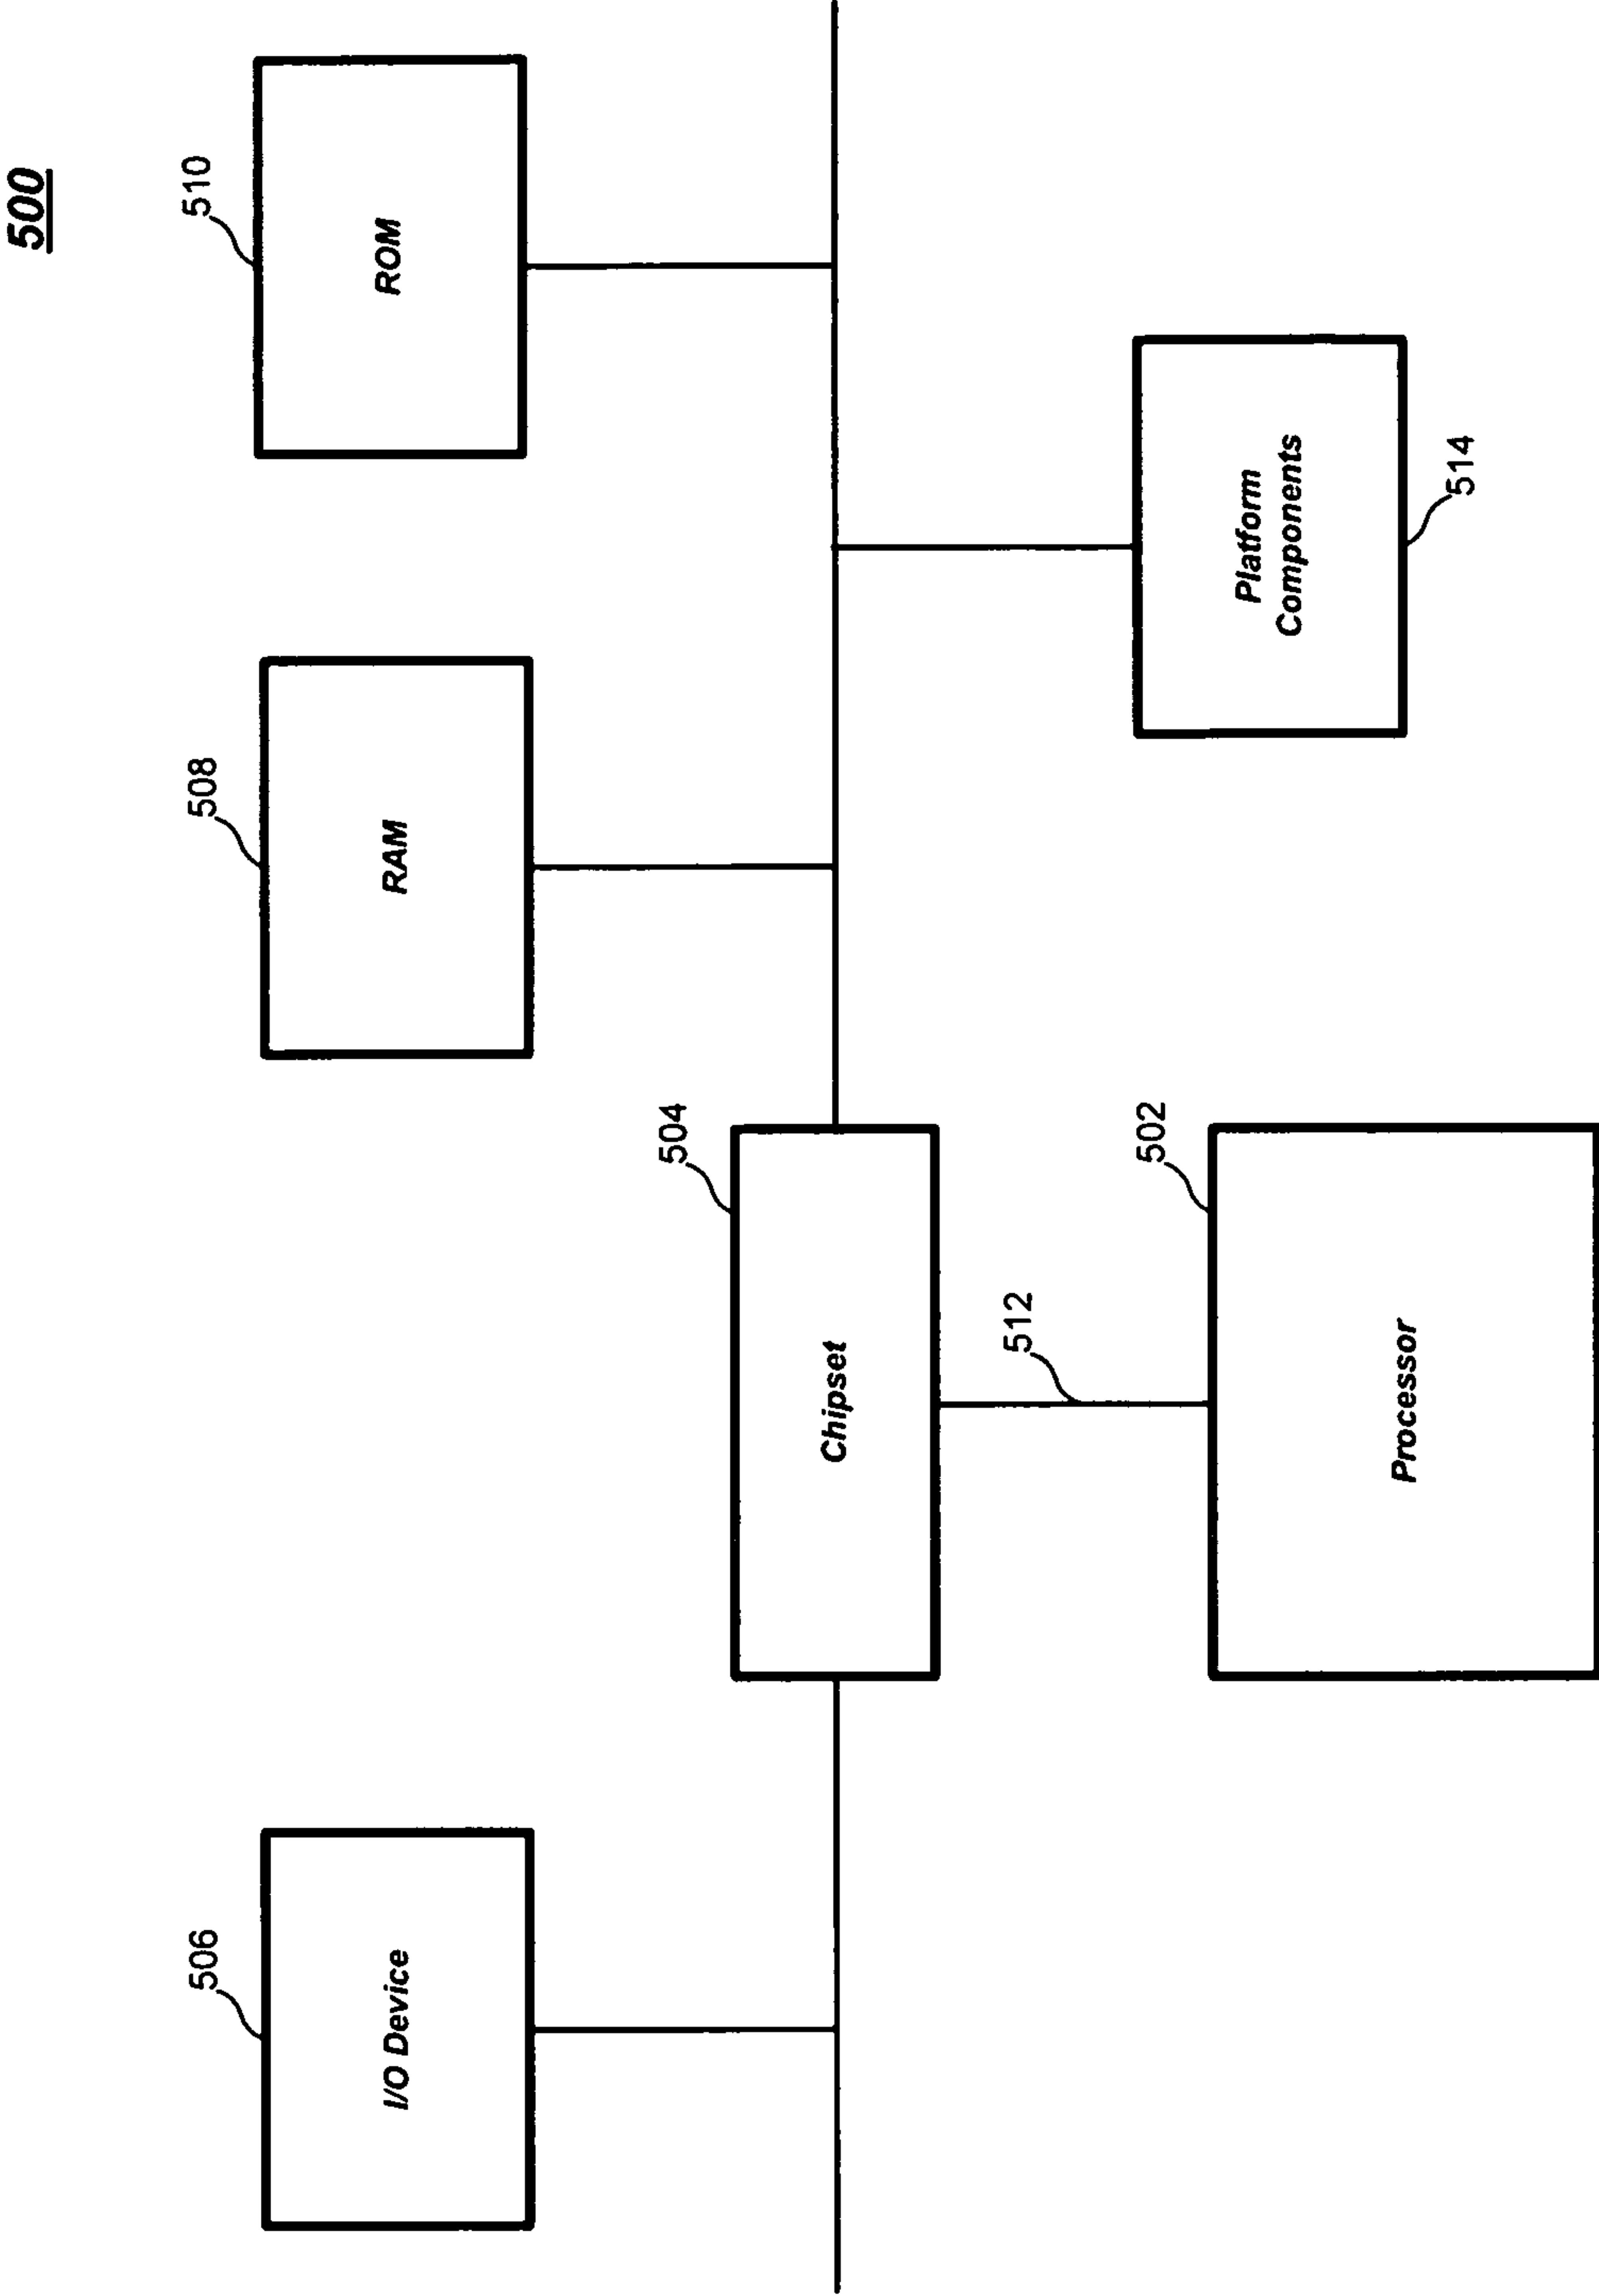 500
506
I/O Device
508
RAM
510
ROM
504
Chipset
512
502
Processor
Platform
Components
514